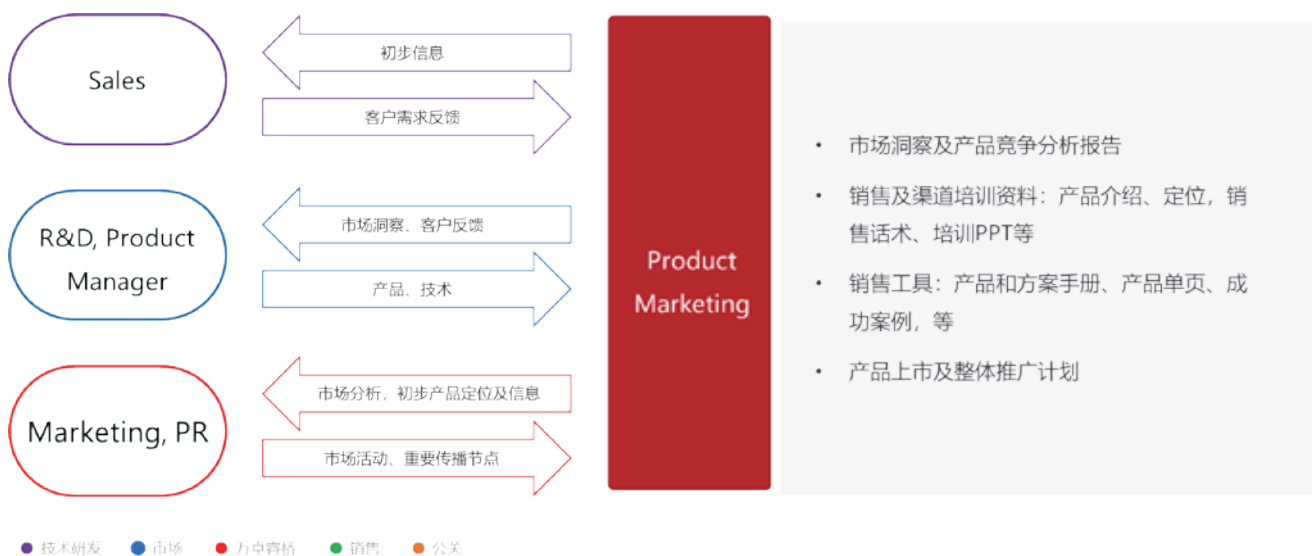 Sales
初步信息
客户需求反馈
R&D, Product
Manager
市场洞察、客户反馈
产品、技术
Marketing, PR
市场分析，初步产品定位及信息
市场活动、重要传播节点
Product
Marketing
• 市场洞察及产品竞争分析报告
• 销售及渠道培训资料：产品介绍、定位，销
售话术、培训PPT等
• 销售工具：产品和方案手册、产品单页、成
功案例，等
• 产品上市及整体推广计划
技术研发 市场 万卓容桥 销售 公关